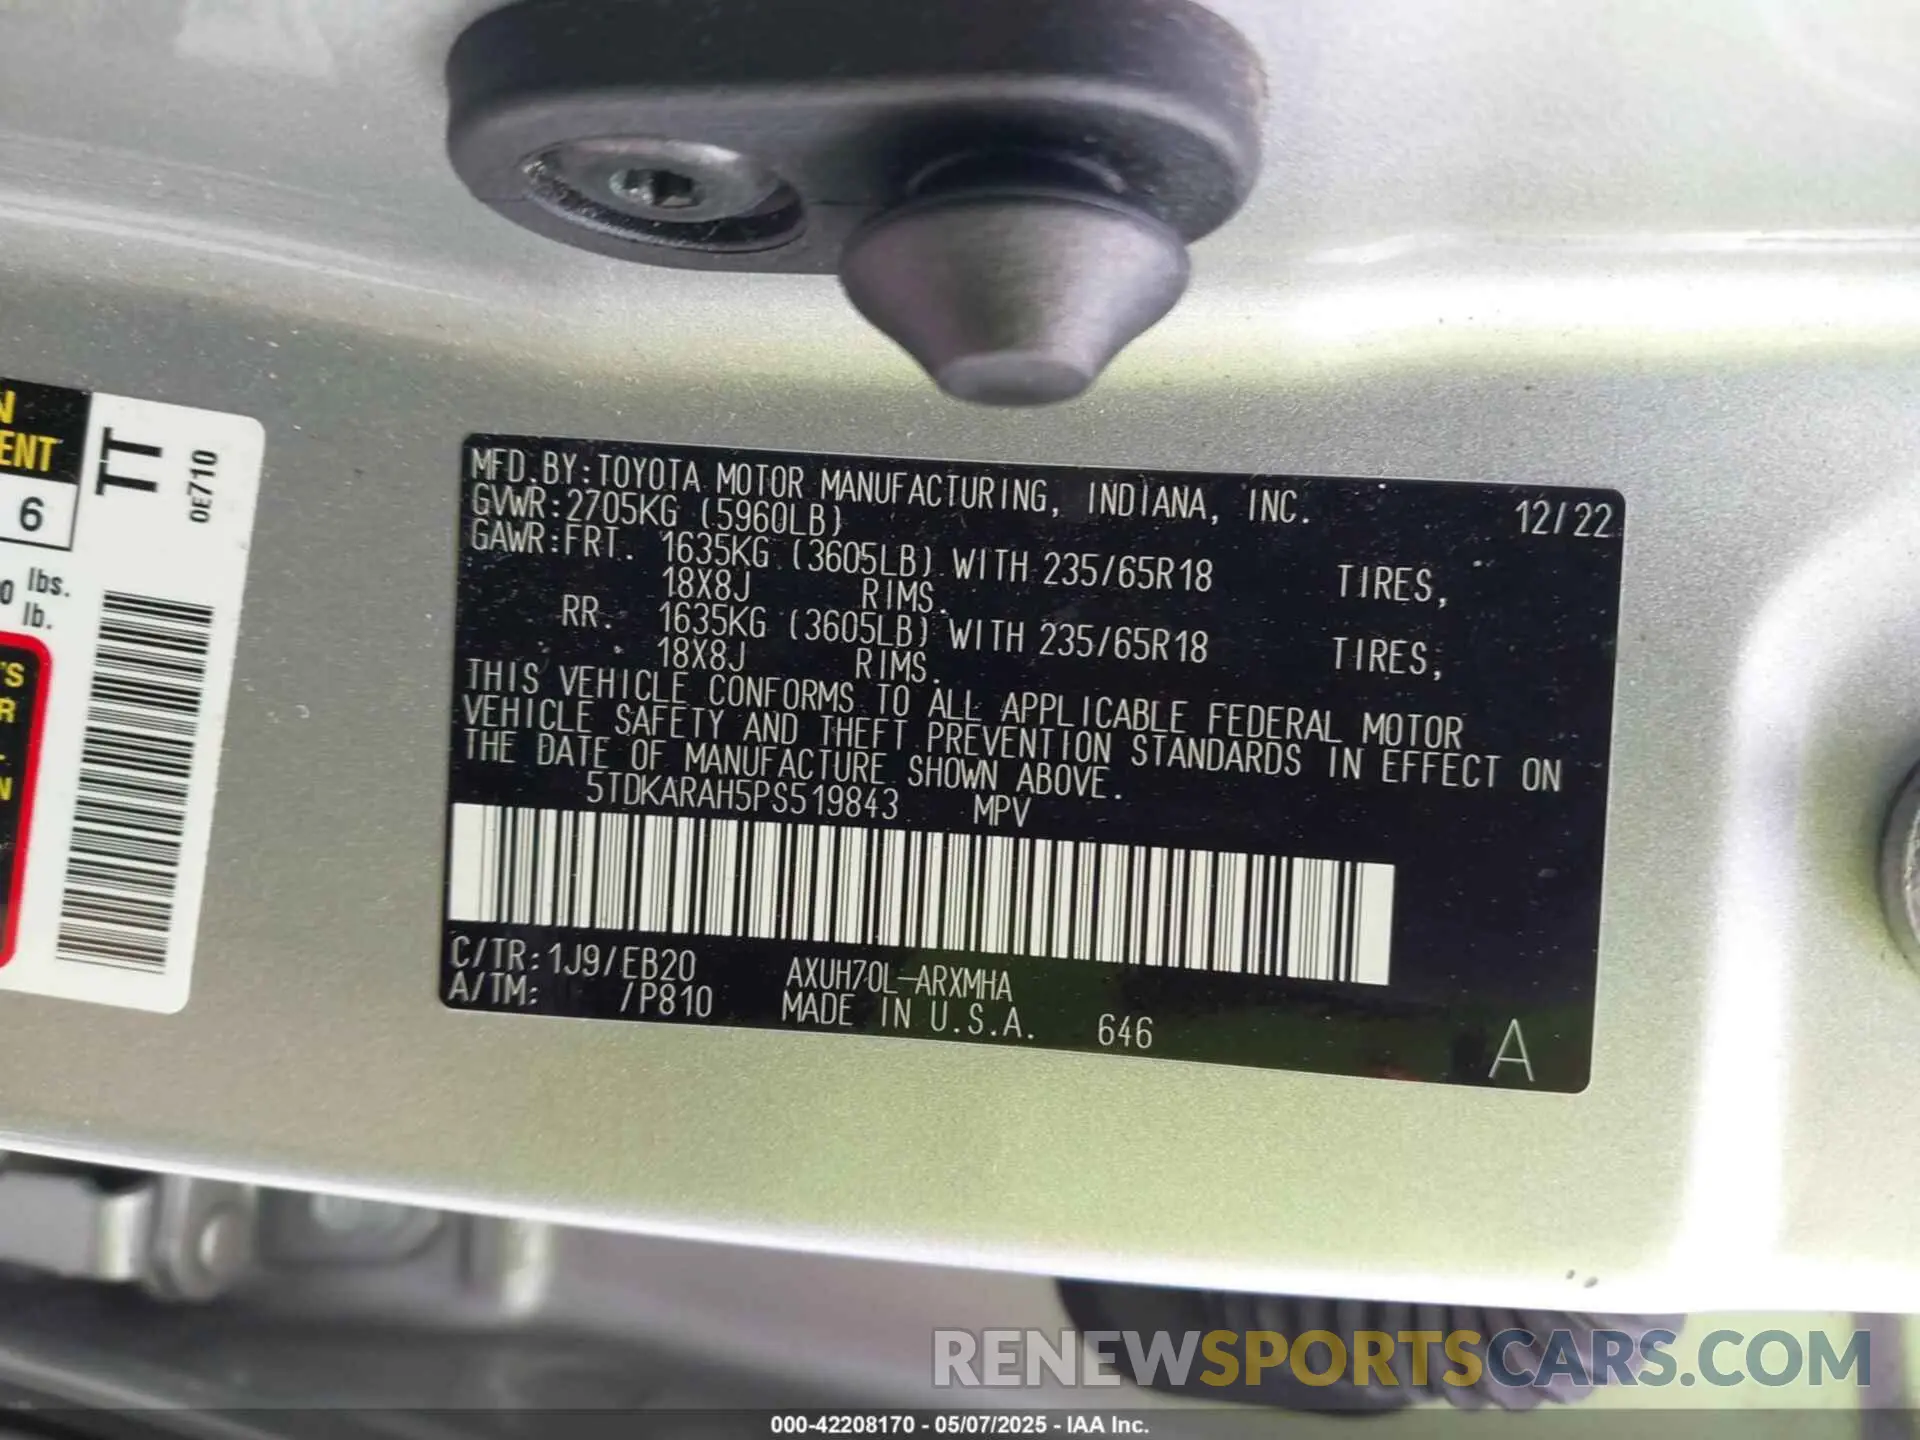 N
ENT
TT
0E710
6
0 lbs.
lb.
'S
R
N
MFD.BY:TOYOTA MOTOR MANUFACTURING, INDIANA, INC. 12/22
GVWR:2705KG (5960LB)
GAWR:FRT. 1635KG (3605LB) WITH 235/65R18 TIRES,
18X8J RIMS.
RR. 1635KG (3605LB) WITH 235/65R18 TIRES,
18X8J RIMS.
THIS VEHICLE CONFORMS TO ALL APPLICABLE FEDERAL MOTOR
VEHICLE SAFETY AND THEFT PREVENTION STANDARDS IN EFFECT ON
THE DATE OF MANUFACTURE SHOWN ABOVE.
5TDKARAH5PS519843 MPV
C/TR:1J9/EB20 AXUH70L-ARXMHA
A/TM: /P810 MADE IN U.S.A. 646
A
RENEWSPORTSCARS.COM
000-42208170 - 05/07/2025 - IAA Inc.